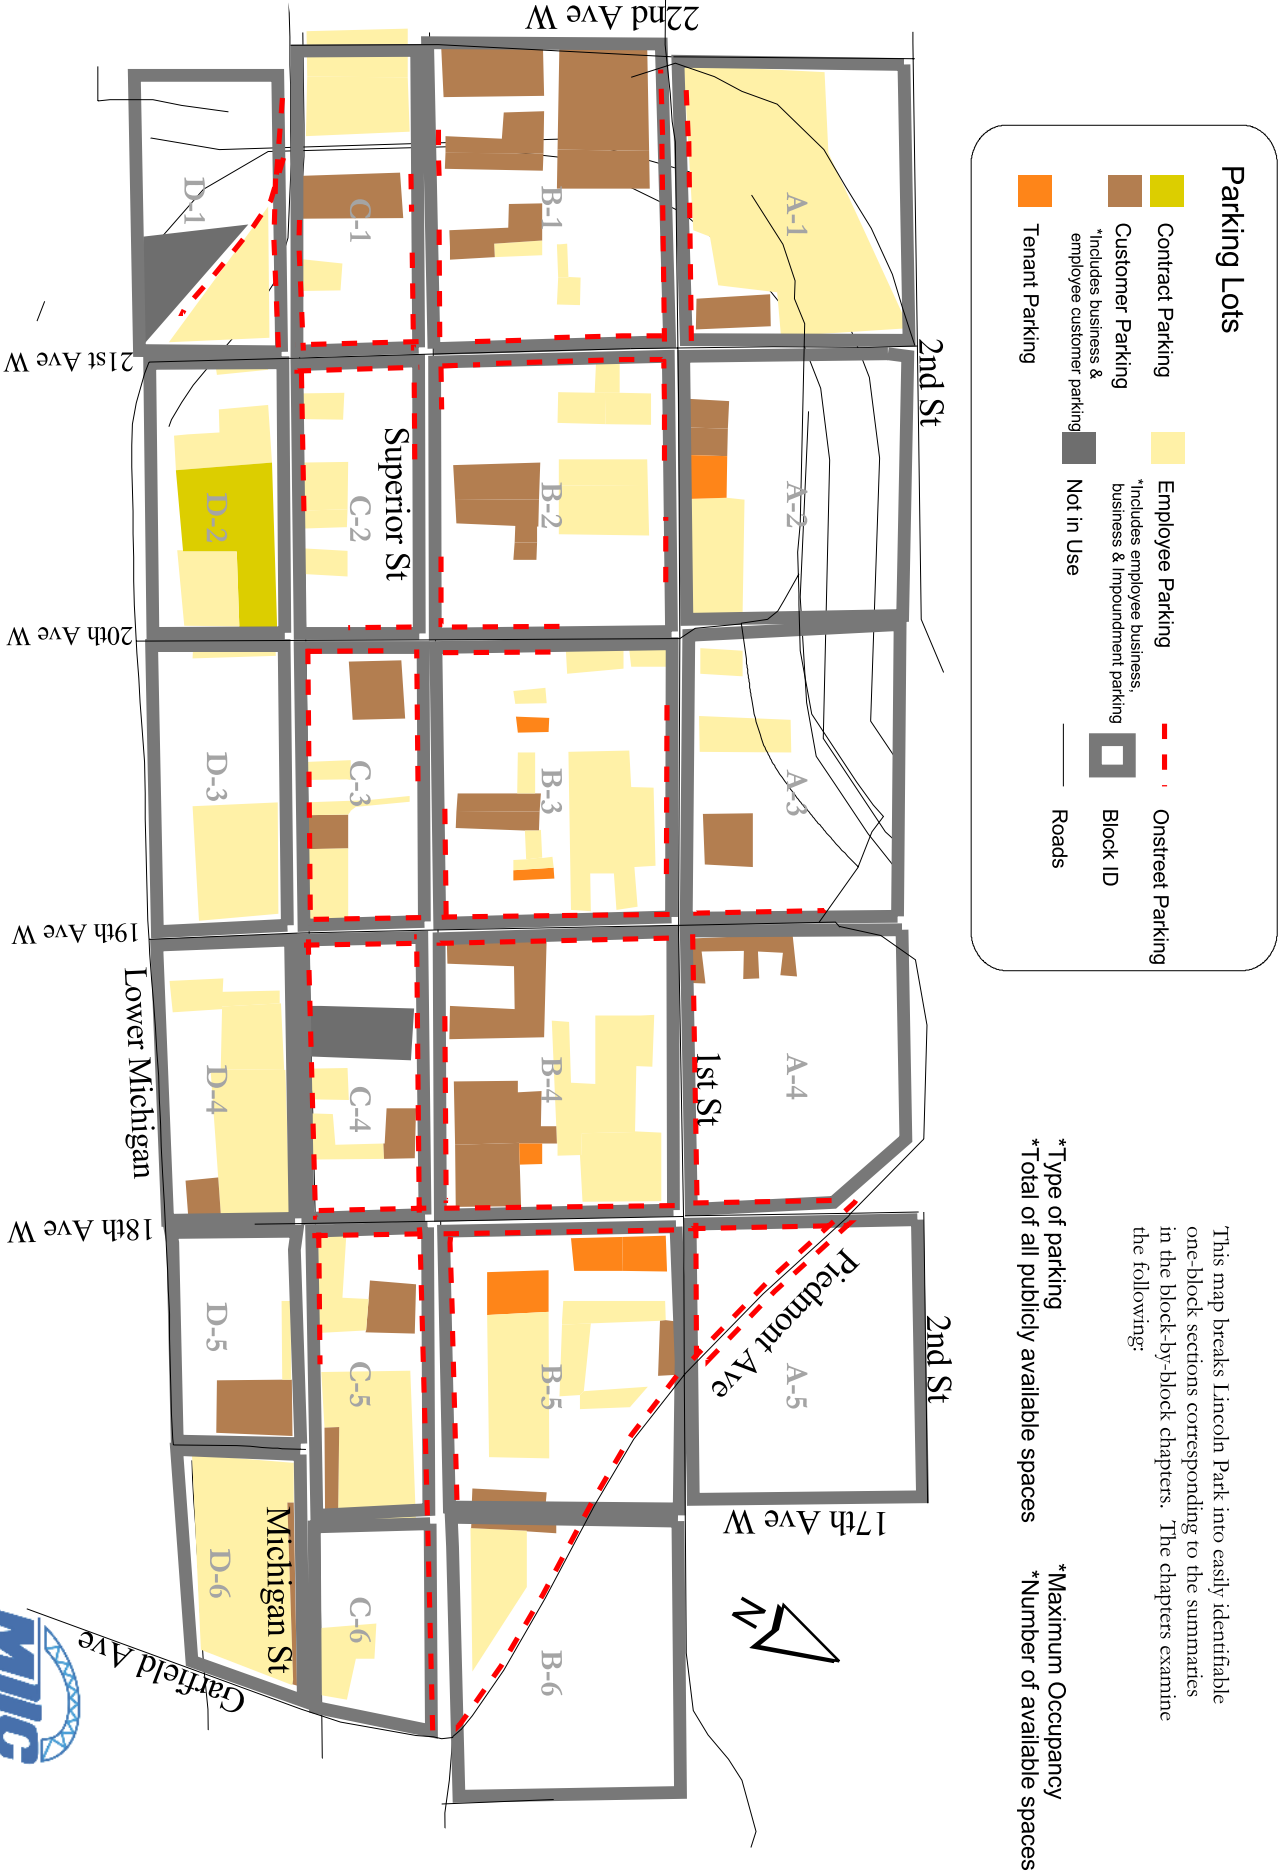 Parking Lots
Contract Parking
Customer Parking
*Includes business &
employee customer parking
Tenant Parking
Employee Parking
*Includes employee business,
business & Impoundment parking
Not in Use
Onstreet Parking
Block ID
Roads
This map breaks Lincoln Park into easily identifiable
one-block sections corresponding to the summaries
in the block-by-block chapters. The chapters examine
the following:
*Type of parking
*Total of all publicly available spaces
*Maximum Occupancy
*Number of available spaces
22nd Ave W
21st Ave W
20th Ave W
19th Ave W
18th Ave W
17th Ave W
2nd St
2nd St
1st St
Superior St
Michigan St
Lower Michigan
Piedmont Ave
Garfield Ave
A-1
A-2
A-3
A-4
A-5
B-1
B-2
B-3
B-4
B-5
B-6
C-1
C-2
C-3
C-4
C-5
C-6
D-1
D-2
D-3
D-4
D-5
D-6
N
MIC